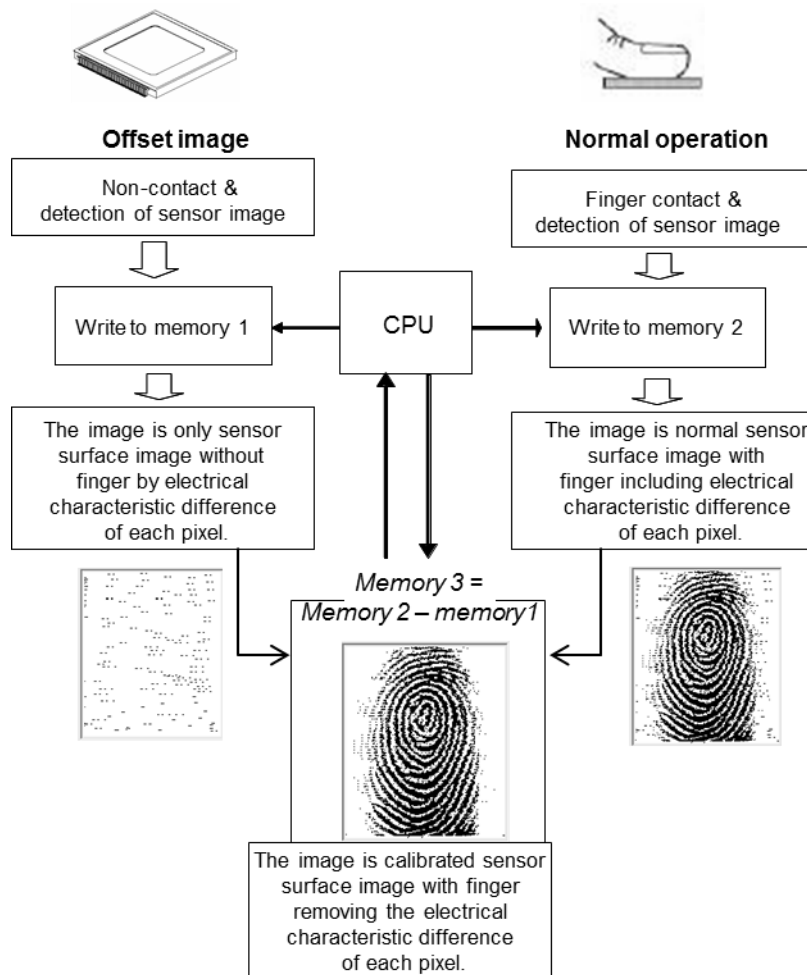 Offset image
Non-contact &
detection of sensor image
Write to memory 1
The image is only sensor
surface image without
finger by electrical
characteristic difference
of each pixel.
CPU
Normal operation
Finger contact &
detection of sensor image
Write to memory 2
The image is normal sensor
surface image with
finger including electrical
characteristic difference
of each pixel.
Memory 3 =
Memory 2 – memory1
The image is calibrated sensor
surface image with finger
removing the electrical
characteristic difference
of each pixel.